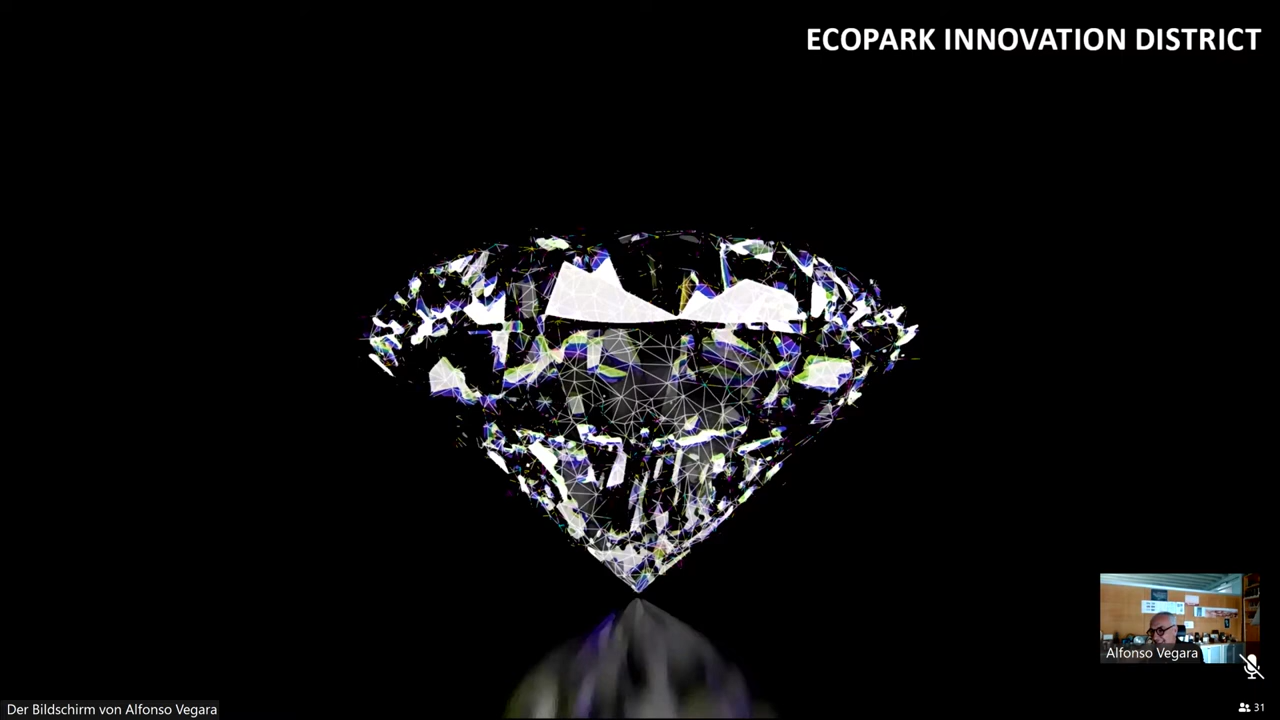 ECOPARK INNOVATION DISTRICT
Alfonso Vegara
Der Bildschirm von Alfonso Vegara
31